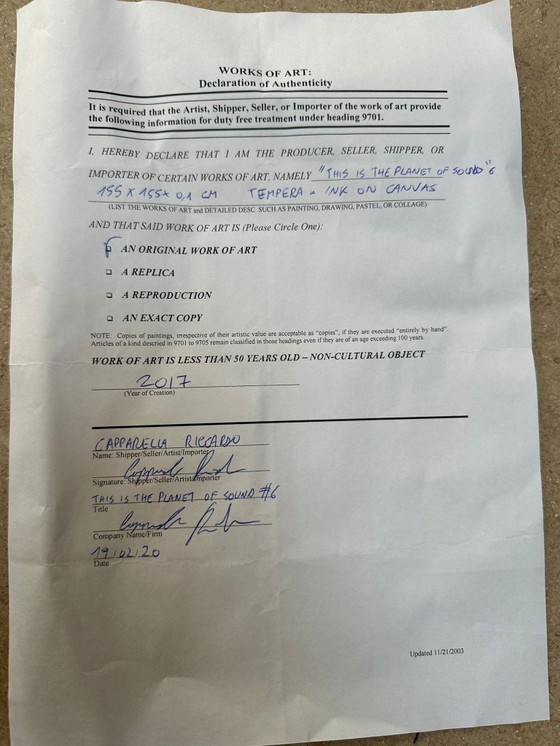 WORKS OF ART:
Declaration of Authenticity
It is required that the Artist, Shipper, Seller, or Importer of the work of art provide
the following information for duty free treatment under heading 9701.
I, HEREBY DECLARE THAT I AM THE PRODUCER, SELLER, SHIPPER, OR
IMPORTER OF CERTAIN WORKS OF ART, NAMELY "THIS IS THE PLANET OF SOUND" 6
155 X 155 X 0,1 CM TEMPERA - INK ON CANVAS
(LIST THE WORKS OF ART and DETAILED DESC. SUCH AS PAINTING, DRAWING, PASTEL, OR COLLAGE)
AND THAT SAID WORK OF ART IS (Please Circle One):
AN ORIGINAL WORK OF ART
A REPLICA
A REPRODUCTION
AN EXACT COPY
NOTE: Copies of paintings, irrespective of their artistic value are acceptable as "copies", if they are executed "entirely by hand".
Articles of a kind descried in 9701 to 9705 remain classified in those headings even if they are of an age exceeding 100 years.
WORK OF ART IS LESS THAN 50 YEARS OLD – NON-CULTURAL OBJECT
2017
(Year of Creation)
CAPPARELLA RICCARDO
Name: Shipper/Seller/Artist/Importer
Signature: Shipper/Seller/Artist/Importer
THIS IS THE PLANET OF SOUND #6
Title
Company Name/Firm
19/02/20
Date
Updated 11/21/2003